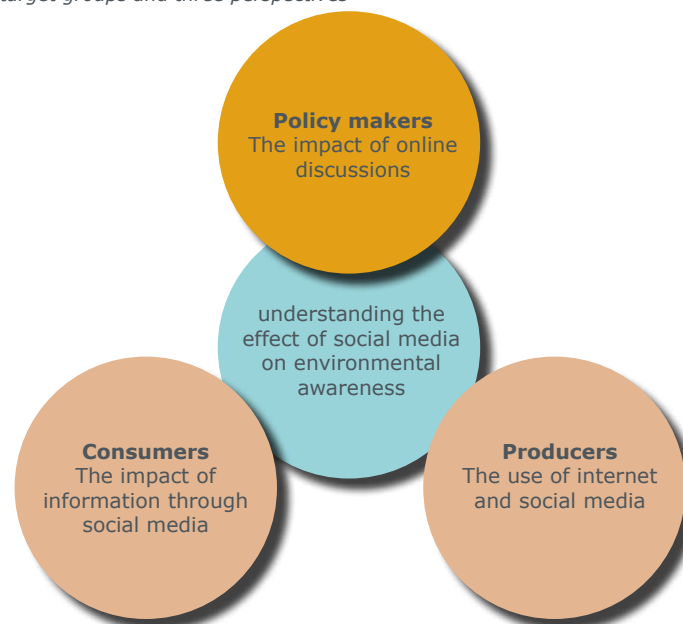 target groups and three perspectives
Policy makers
The impact of online
discussions
understanding the
effect of social media
on environmental
awareness
Consumers
The impact of
information through
social media
Producers
The use of internet
and social media